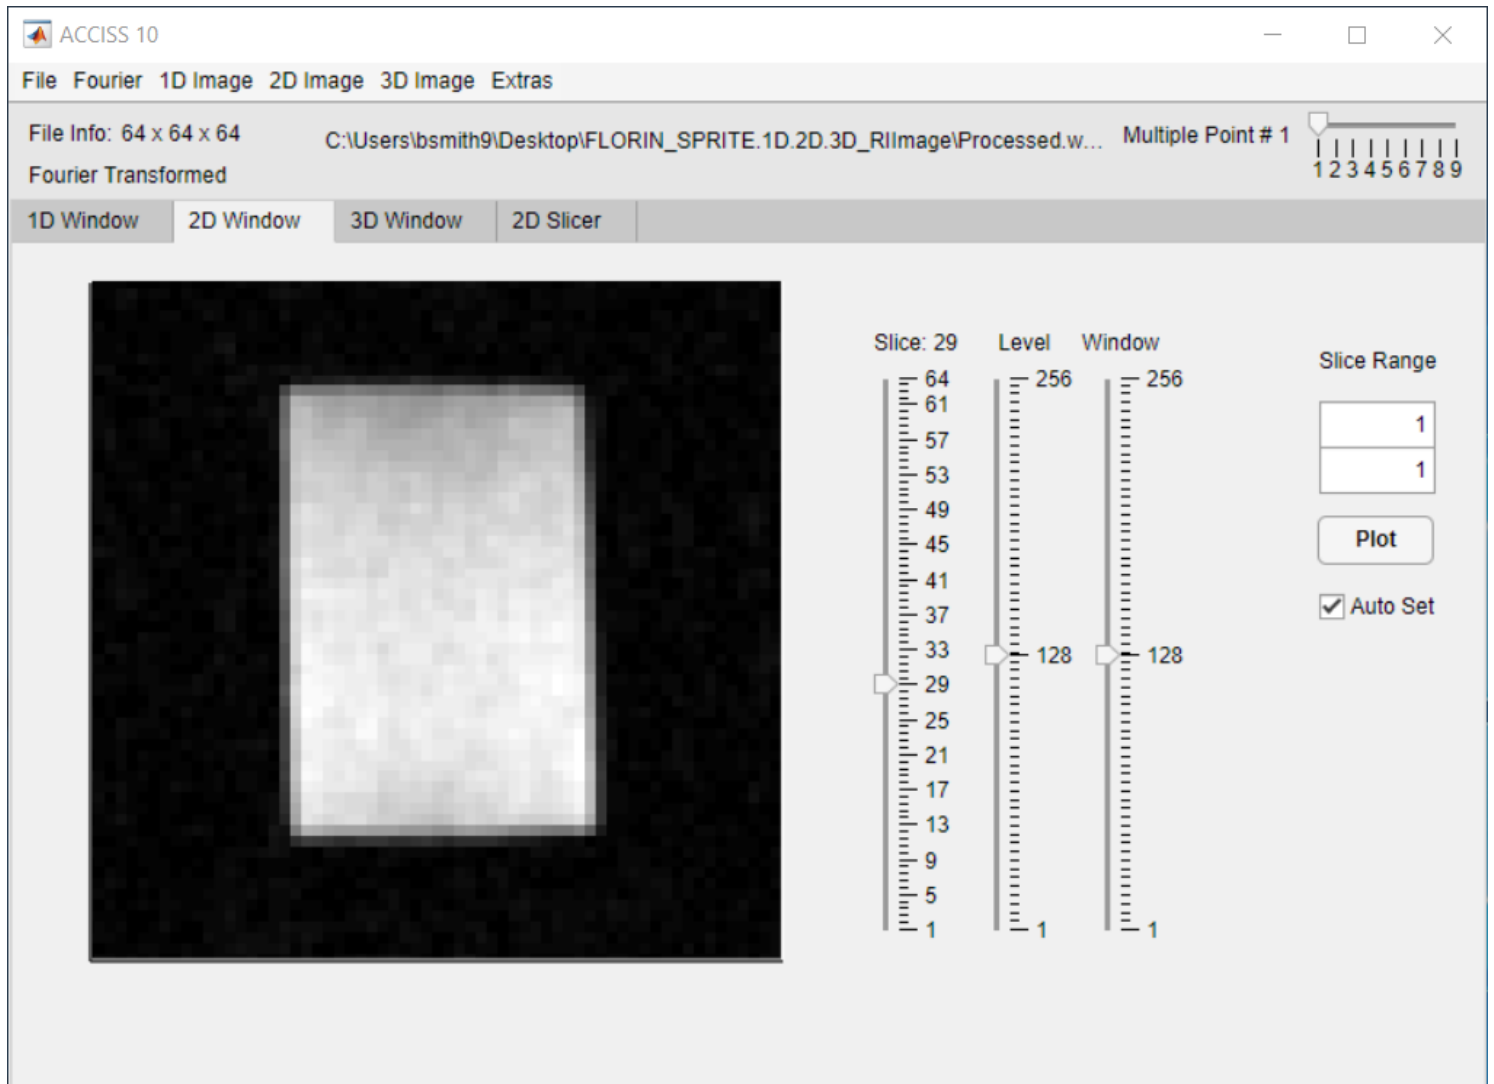 ACCISS 10
File Fourier 1D Image 2D Image 3D Image Extras
File Info: 64 x 64 x 64
C:\Users\bsmith9\Desktop\FLORIN_SPRITE.1D.2D.3D_RIImage\Processed.w...
Multiple Point # 1
1 2 3 4 5 6 7 8 9
Fourier Transformed
1D Window 2D Window 3D Window 2D Slicer
Slice: 29 Level Window
64
61
57
53
49
45
41
37
33
29
25
21
17
13
9
5
1
256
128
1
256
128
1
Slice Range
1
1
Plot
Auto Set